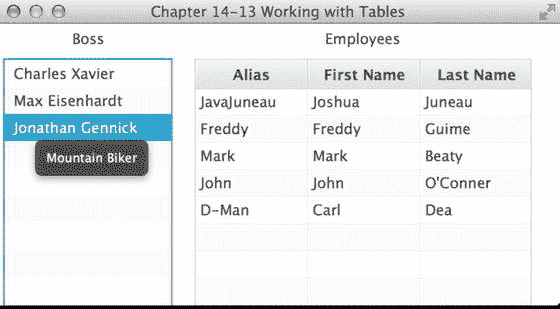 Chapter 14-13 Working with Tables
Boss
Employees
Charles Xavier
Max Eisenhardt
Jonathan Gennick
Mountain Biker
Alias First Name Last Name
JavaJuneau Joshua Juneau
Freddy Freddy Guime
Mark Mark Beaty
John John O'Conner
D-Man Carl Dea